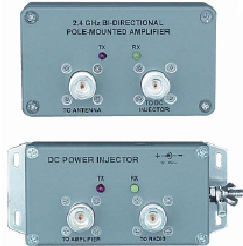 2.4 GHz BI-DIRECTIONAL
POLE-MOUNTED AMPLIFIER
TX
RX
TO ANTENNA
TO DC
INJECTOR
DC POWER INJECTOR
TX
RX
TO AMPLIFIER
TO RADIO